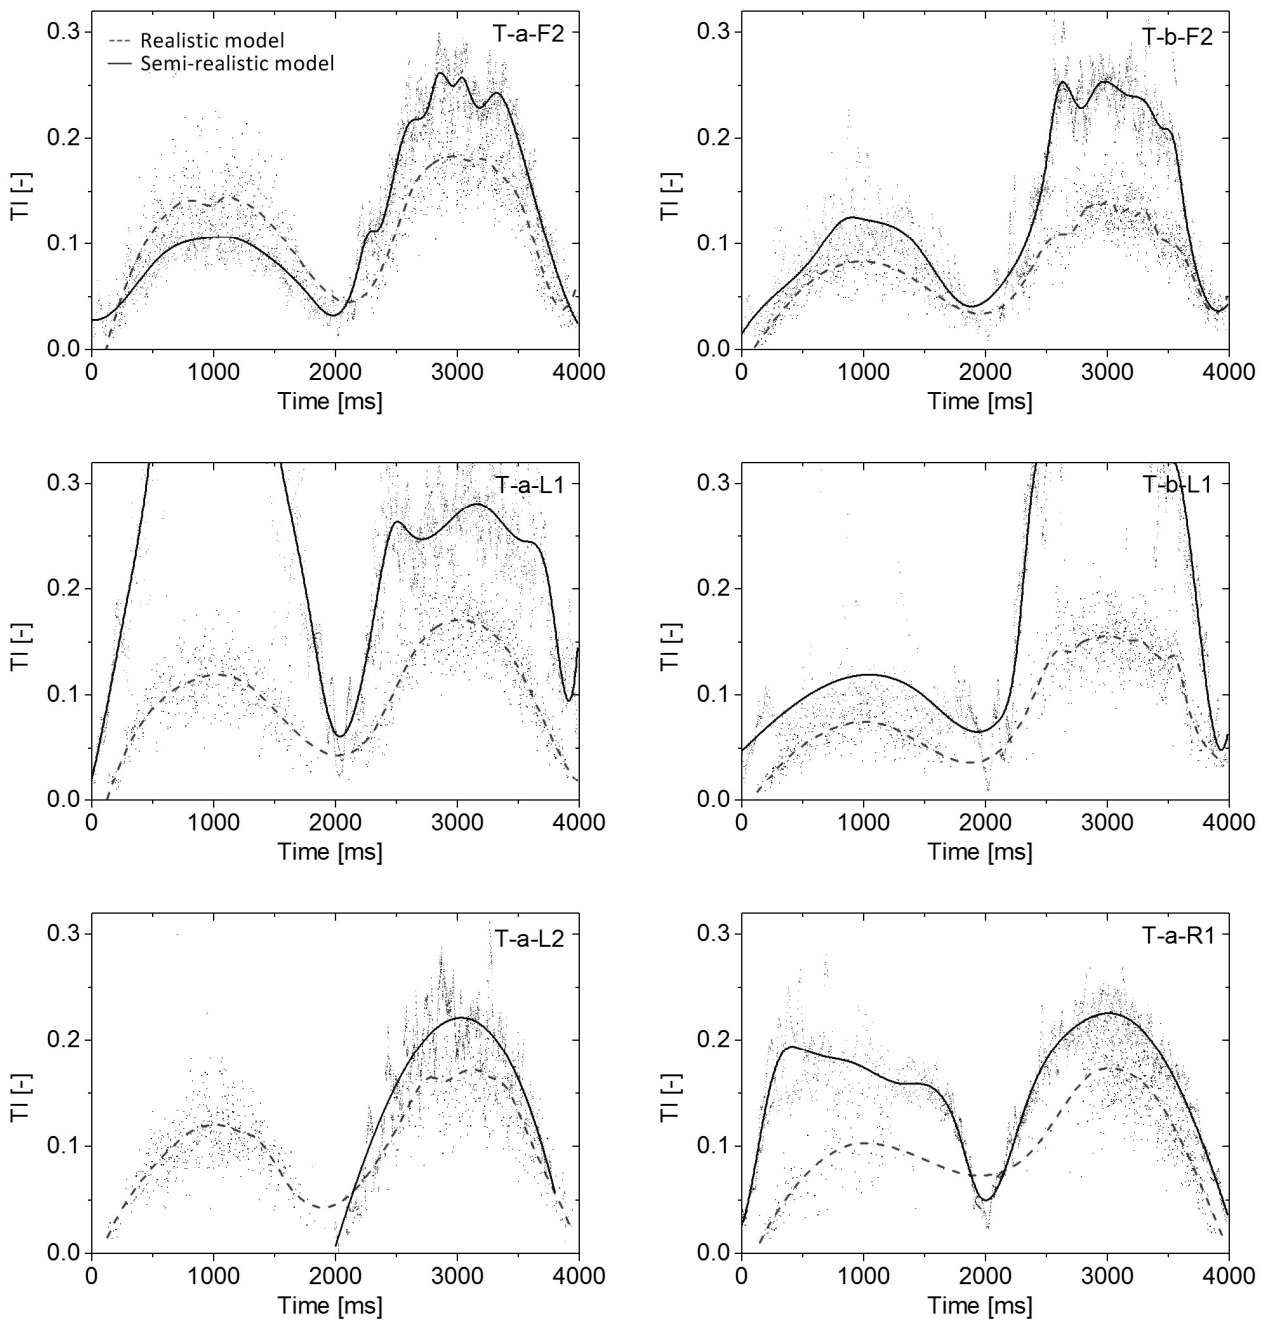 T-a-F2
Realistic model
Semi-realistic model
0.3
0.2
0.1
0.0
TI [-]
0 1000 2000 3000 4000
Time [ms]
T-b-F2
0.3
0.2
0.1
0.0
TI [-]
0 1000 2000 3000 4000
Time [ms]
T-a-L1
0.3
0.2
0.1
0.0
TI [-]
0 1000 2000 3000 4000
Time [ms]
T-b-L1
0.3
0.2
0.1
0.0
TI [-]
0 1000 2000 3000 4000
Time [ms]
T-a-L2
0.3
0.2
0.1
0.0
TI [-]
0 1000 2000 3000 4000
Time [ms]
T-a-R1
0.3
0.2
0.1
0.0
TI [-]
0 1000 2000 3000 4000
Time [ms]